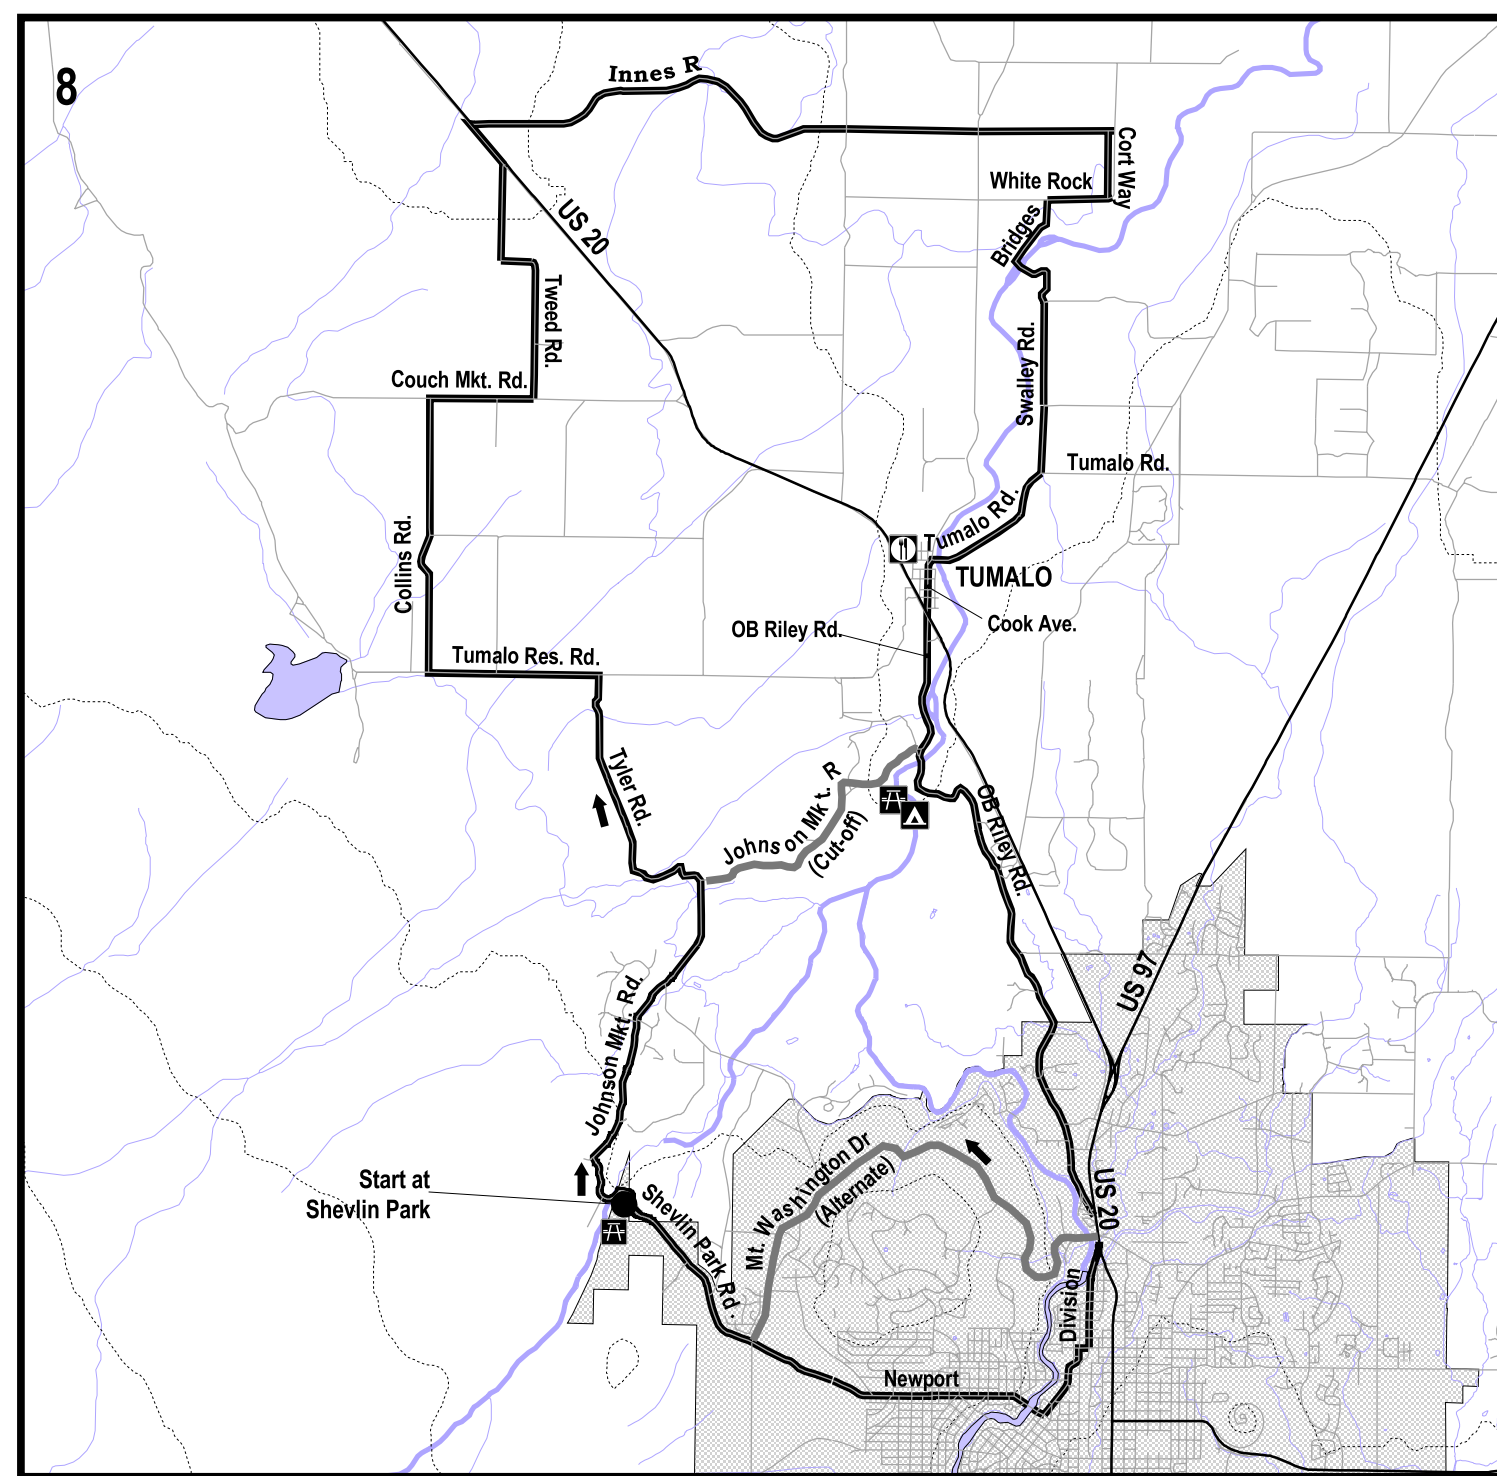 8
Innes R
Cort Way
White Rock
Bridges
US 20
Tweed Rd.
Swalley Rd.
Couch Mkt. Rd.
Tumalo Rd.
Tumalo Rd.
Collins Rd.
TUMALO
Cook Ave.
OB Riley Rd.
Tumalo Res. Rd.
Tyler Rd.
Johnson Mkt. R
(Cut-off)
OB Riley Rd.
US 97
Johnson Mkt. Rd.
Mt. Washington Dr
(Alternate)
Start at
Shevlin Park
Shevlin Park Rd.
US 20
Division
Newport